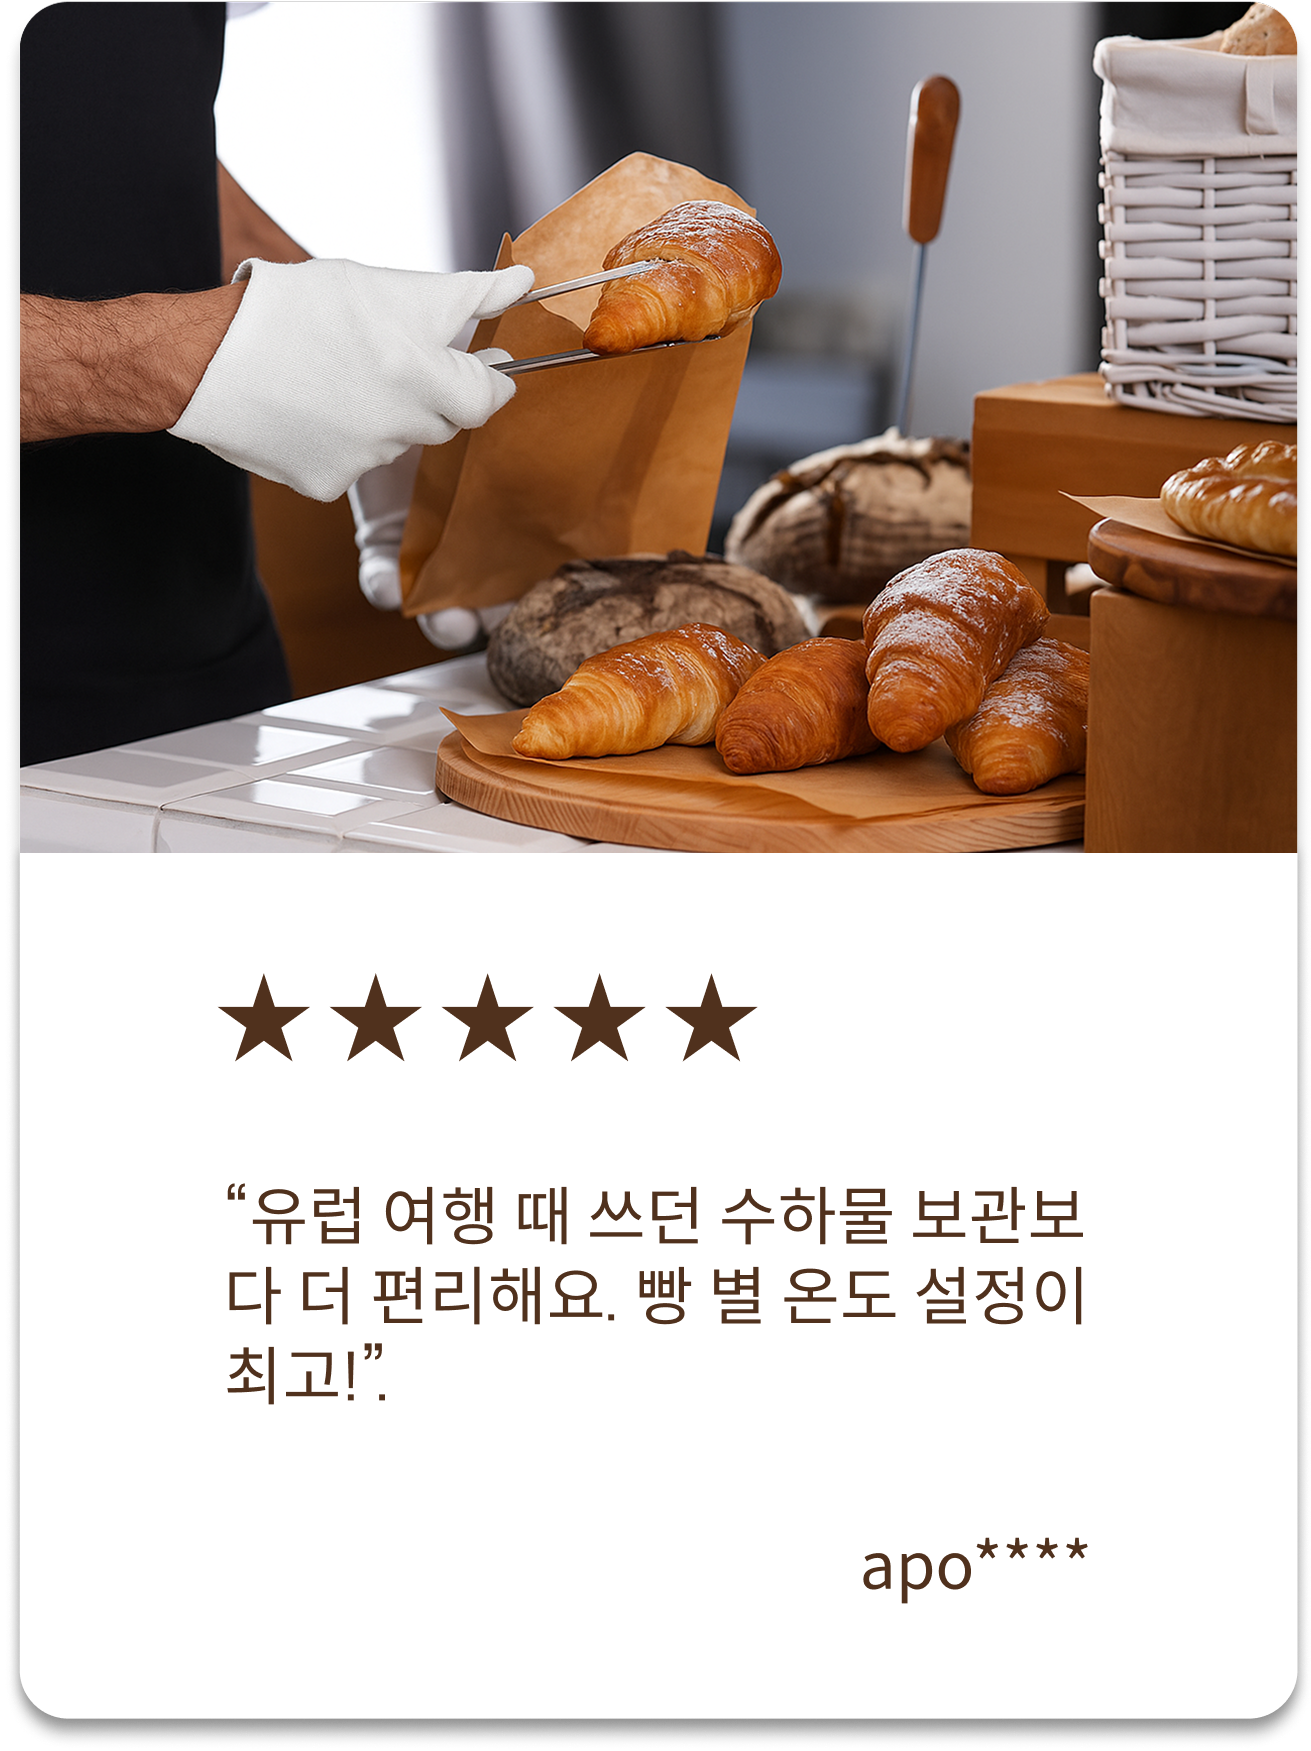 ★★★★★
“유럽 여행 때 쓰던 수하물 보관보
다 더 편리해요. 빵 별 온도 설정이
최고!”.
apo****